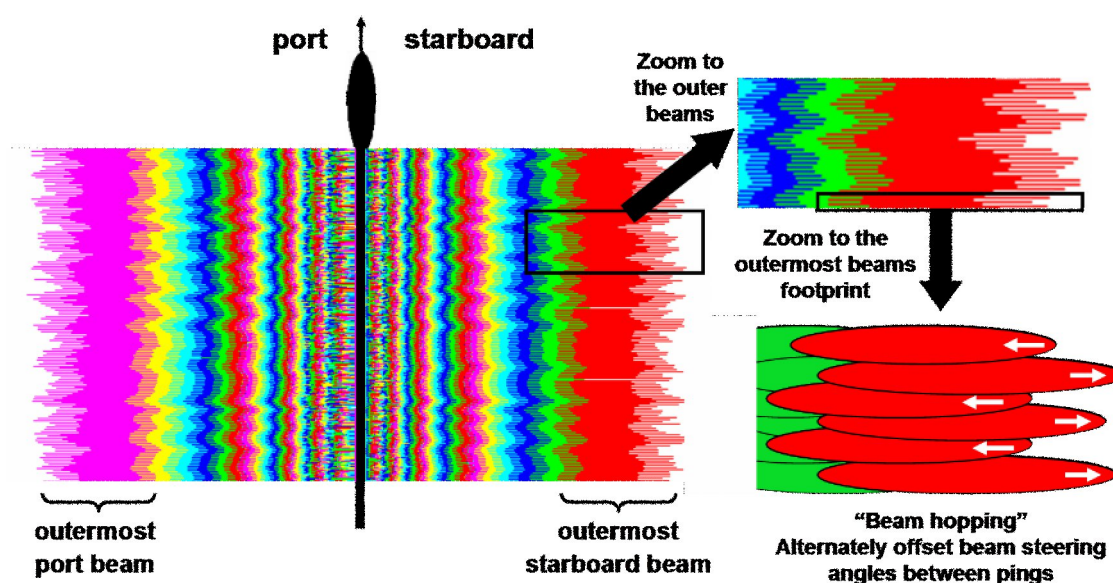 port
starboard
Zoom to
the outer
beams
Zoom to the
outermost beams
footprint
outermost
port beam
outermost
starboard beam
“Beam hopping”
Alternately offset beam steering
angles between pings